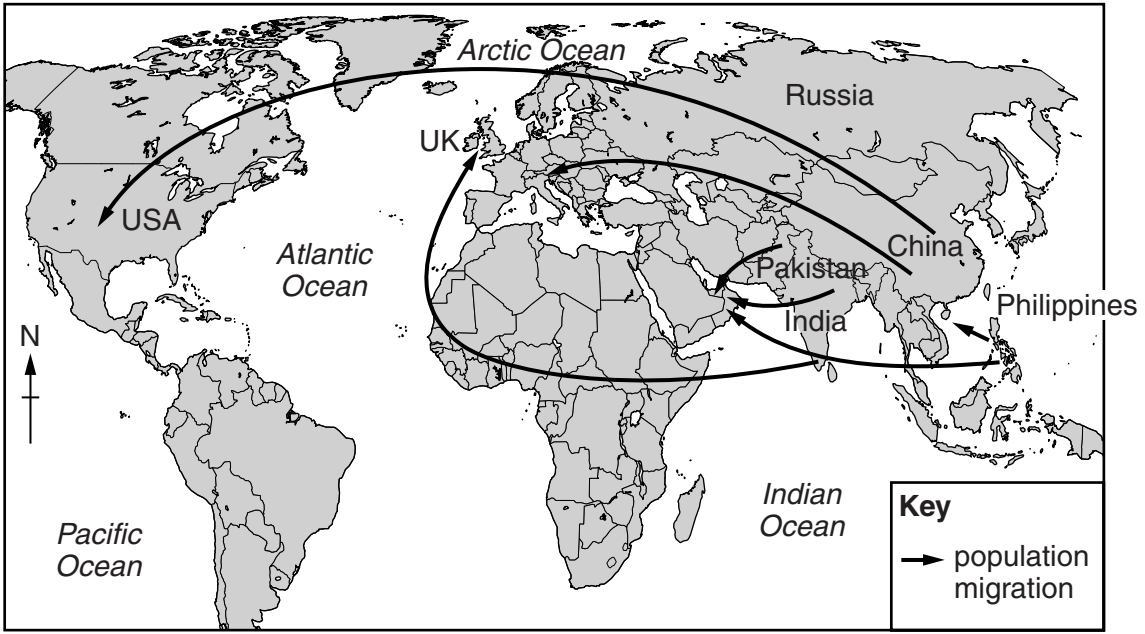 Arctic Ocean
Russia
UK
USA
China
Atlantic
Ocean
Pakistan
Philippines
India
N
Indian
Ocean
Pacific
Ocean
Key
population
migration